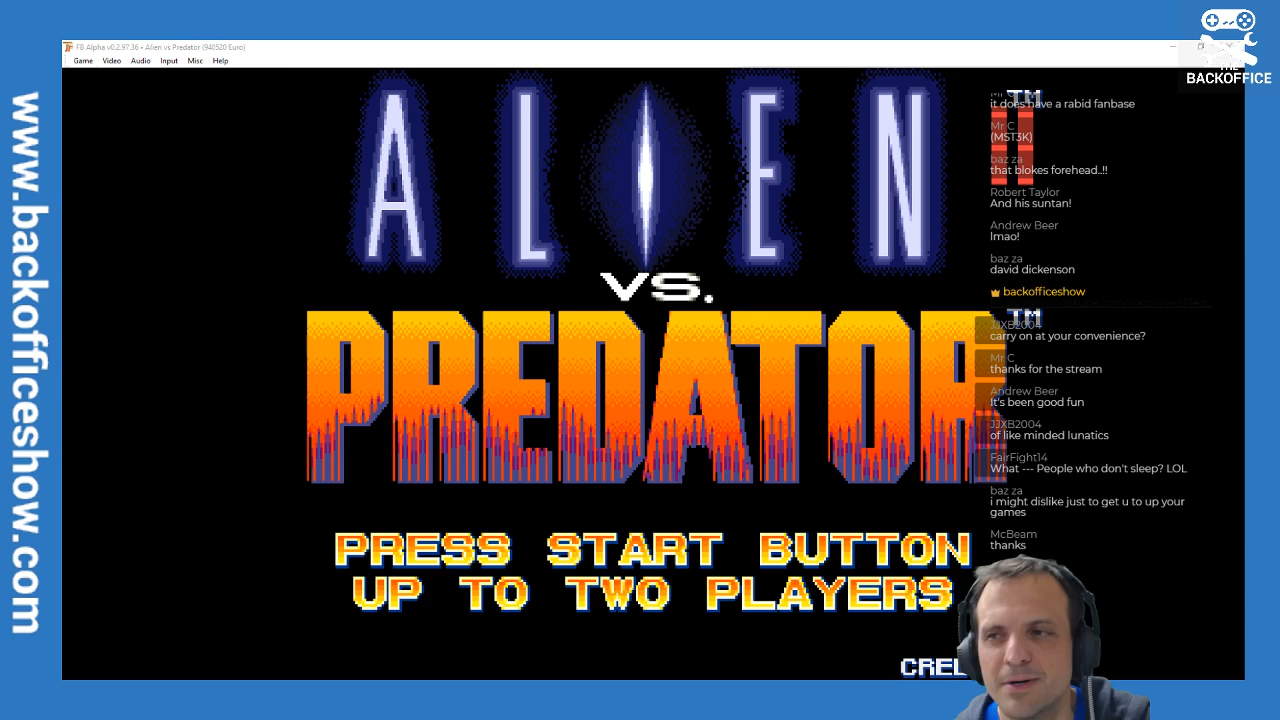 FB Alpha v0.2.97.36 • Alien vs Predator (940520 Euro)
Game Video Audio Input Misc Help
THE
BACKOFFICE
www.backofficeshow.com
ALIEN
TM
VS.
PREDATOR
TM
PRESS START BUTTON
UP TO TWO PLAYERS
Mr C
it does have a rabid fanbase
Mr C
(MST3K)
baz za
that blokes forehead..!!
Robert Taylor
And his suntan!
Andrew Beer
lmao!
baz za
david dickenson
backofficeshow
JJXB2004
carry on at your convenience?
Mr C
thanks for the stream
Andrew Beer
It's been good fun
JJXB2004
of like minded lunatics
FairFight14
What --- People who don't sleep? LOL
baz za
i might dislike just to get u to up your
games
McBeam
thanks